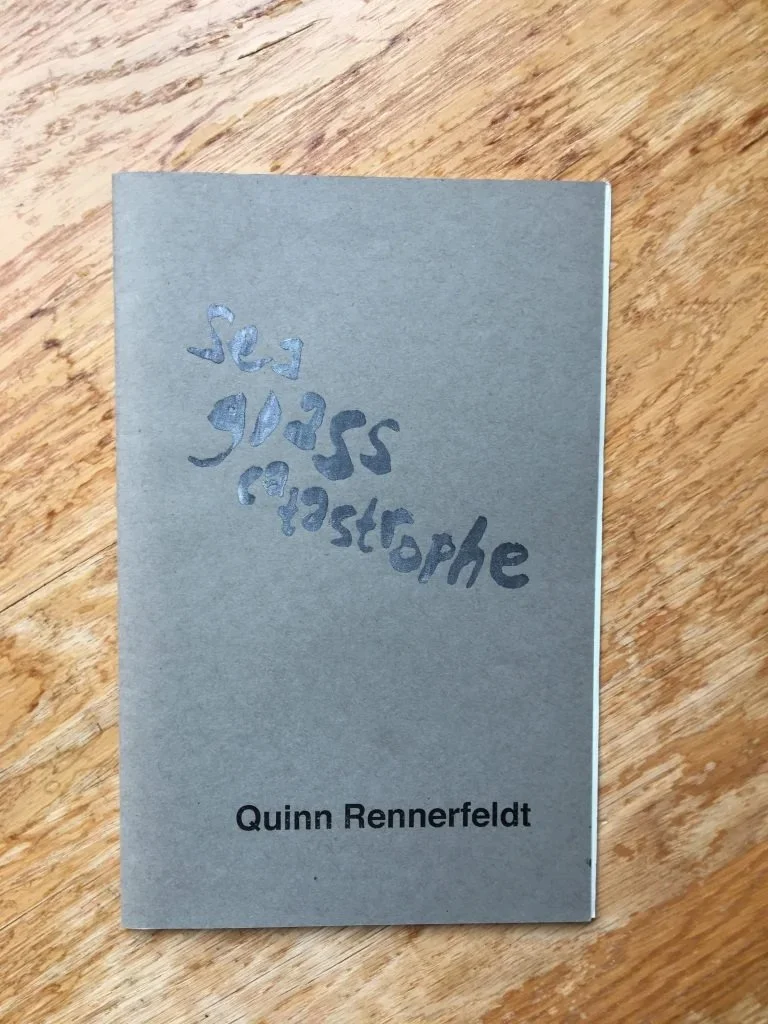 sea
glass
catastrophe
Quinn Rennerfeldt